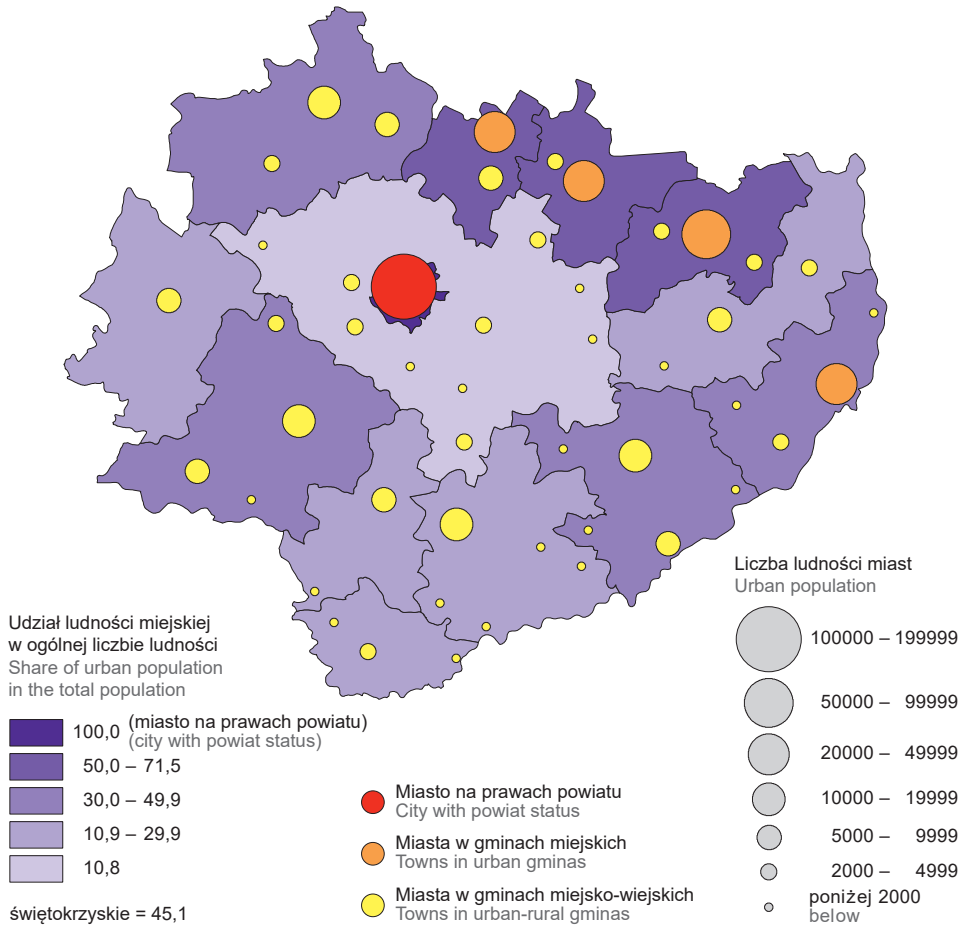 Udział ludności miejskiej
w ogólnej liczbie ludności
Share of urban population
in the total population
100,0 (miasto na prawach powiatu)
(city with powiat status)
50,0 – 71,5
30,0 – 49,9
10,9 – 29,9
10,8
świętokrzyskie = 45,1
Miasto na prawach powiatu
City with powiat status
Miasta w gminach miejskich
Towns in urban gminas
Miasta w gminach miejsko-wiejskich
Towns in urban-rural gminas
Liczba ludności miast
Urban population
100000 – 199999
50000 – 99999
20000 – 49999
10000 – 19999
5000 – 9999
2000 – 4999
poniżej 2000
below